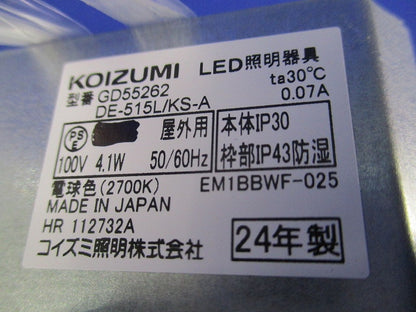 KOIZUMI LED照明器具
型番 GD55262 ta30℃
DE-515L/KS-A 0.07A
PSE 屋外用 本体IP30
100V 4.1W 50/60Hz 枠部IP43防湿
電球色(2700K) EM1BBWF-025
MADE IN JAPAN
HR 112732A
コイズミ照明株式会社 24年製